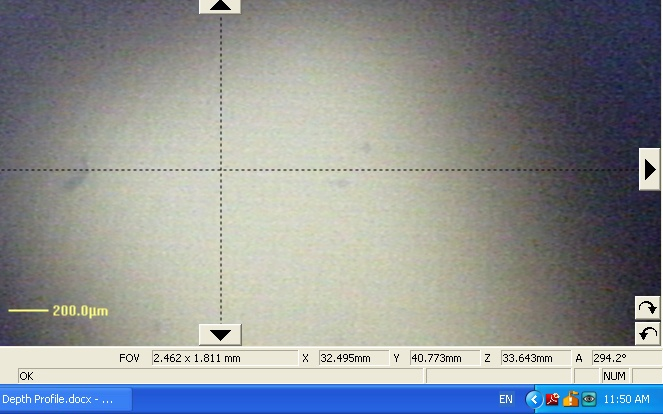 200.0µm
FOV 2.462 x 1.811 mm X 32.495mm Y 40.773mm Z 33.643mm A 294.2°
OK NUM
Depth Profile.docx - ... EN 11:50 AM